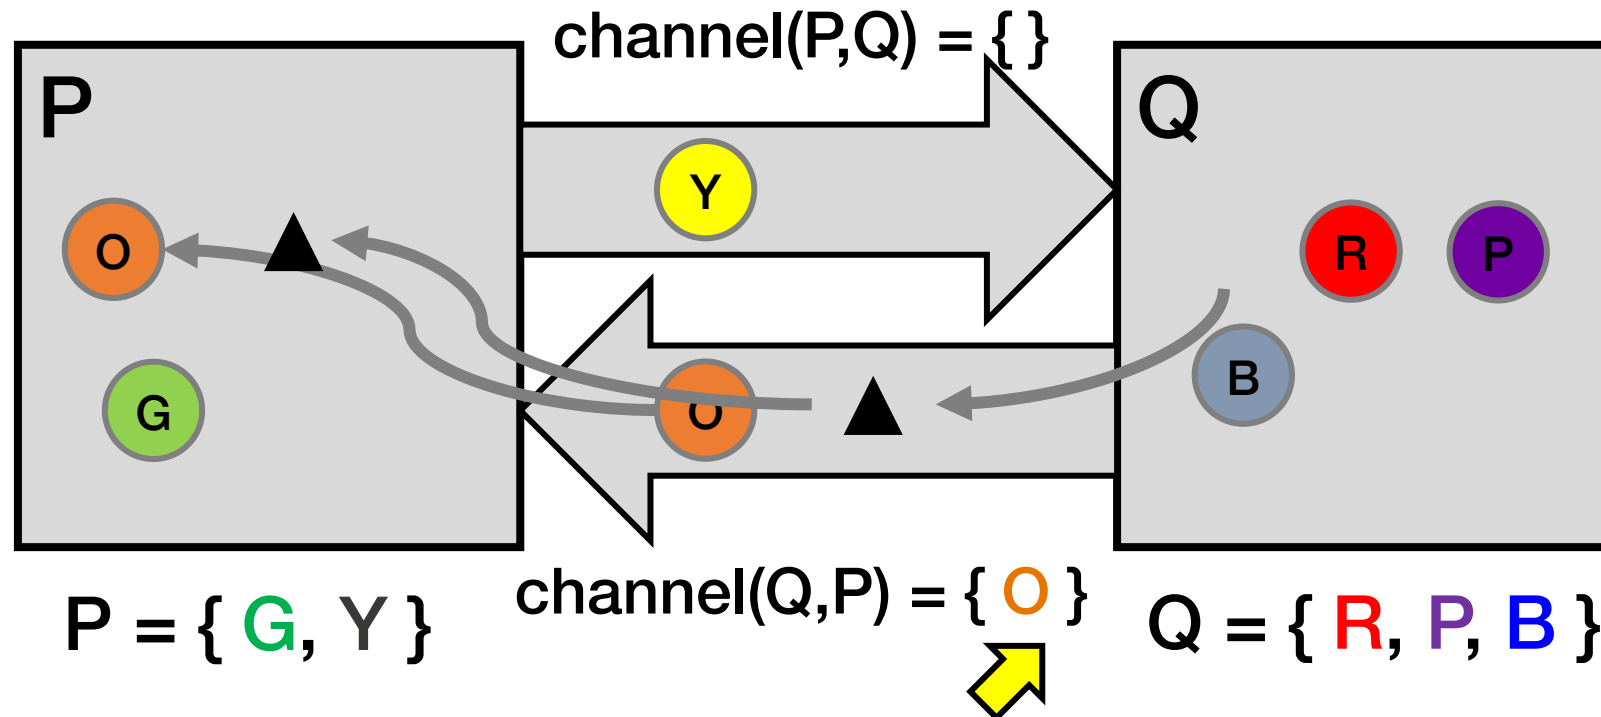 channel(P,Q) = { }
P
Q
Y
O
R
P
G
O
B
channel(Q,P) = { O }
P = { G, Y }
Q = { R, P, B }